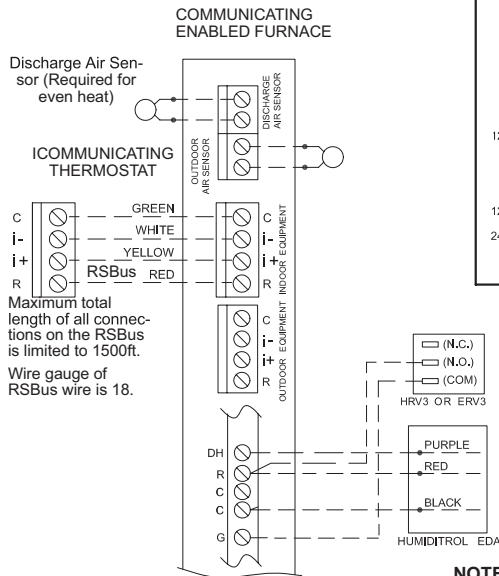 COMMUNICATING
ENABLED FURNACE
Discharge Air Sen-
sor (Required for
even heat)
DISCHARGE
AIR SENSOR
OUTDOOR
AIR SENSOR
ICOMMUNICATING
THERMOSTAT
C
GREEN
C
i-
WHITE
i-
i+
YELLOW
i+
R
RSBus
RED
R
INDOOR EQUIPMENT
Maximum total
length of all connec-
tions on the RSBus
is limited to 1500ft.
Wire gauge of
RSBus wire is 18.
C
i-
i+
R
OUTDOOR EQUIPMENT
(N.C.)
(N.O.)
(COM)
HRV3 OR ERV3
DH
PURPLE
R
RED
C
C
BLACK
G
HUMIDITROL EDA
12
12
24
NOTE